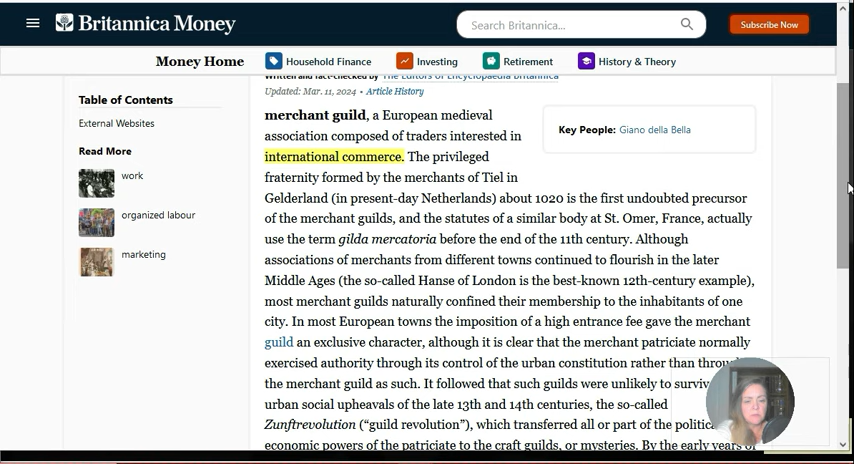 Britannica Money
Search Britannica...
Subscribe Now
Money Home
Household Finance
Investing
Retirement
History & Theory
Written and fact-checked by The Editors of Encyclopaedia Britannica
Updated: Mar. 11, 2024 • Article History
Table of Contents
External Websites
Read More
work
organized labour
marketing
merchant guild, a European medieval
association composed of traders interested in
international commerce. The privileged
fraternity formed by the merchants of Tiel in
Gelderland (in present-day Netherlands) about 1020 is the first undoubted precursor
of the merchant guilds, and the statutes of a similar body at St. Omer, France, actually
use the term gilda mercatoria before the end of the 11th century. Although
associations of merchants from different towns continued to flourish in the later
Middle Ages (the so-called Hanse of London is the best-known 12th-century example),
most merchant guilds naturally confined their membership to the inhabitants of one
city. In most European towns the imposition of a high entrance fee gave the merchant
guild an exclusive character, although it is clear that the merchant patriciate normally
exercised authority through its control of the urban constitution rather than through
the merchant guild as such. It followed that such guilds were unlikely to
urban social upheavals of the late 13th and 14th centuries, the so-called
Zunftrevolution (“guild revolution”), which transferred all or part of the
economic powers of the patriciate to the craft guilds, or mysteries. By the early years of
Key People: Giano della Bella